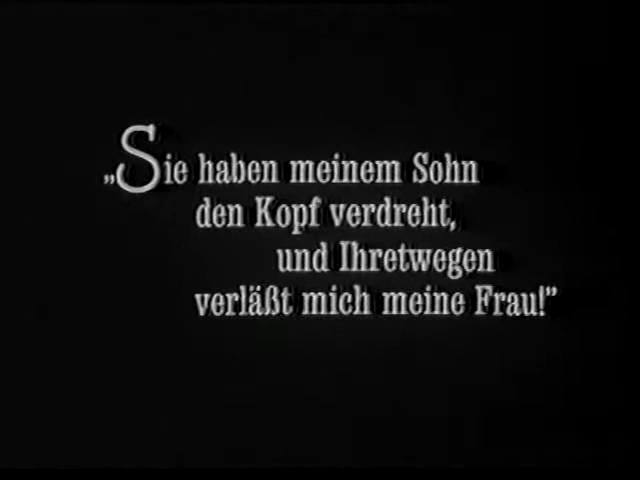 „Sie haben meinem Sohn
den Kopf verdreht,
und Ihretwegen
verläßt mich meine Frau!”